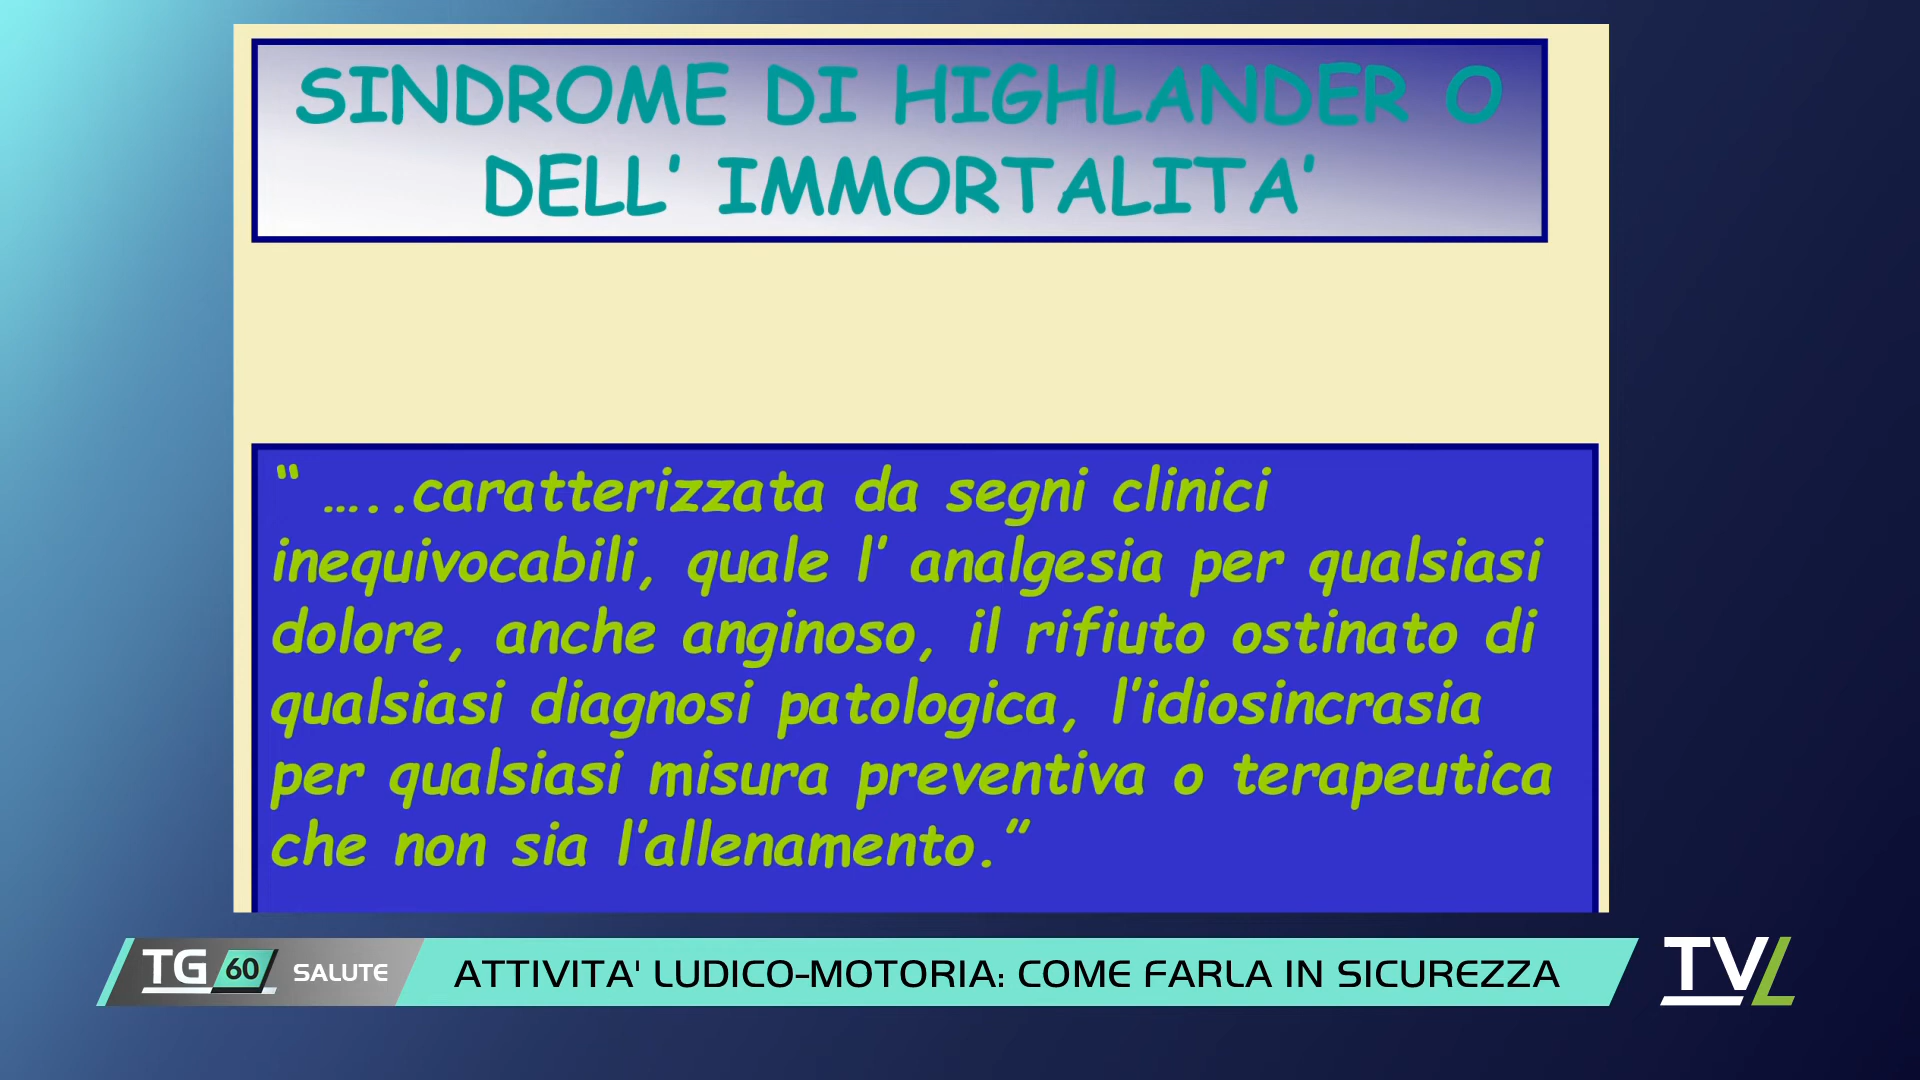 SINDROME DI HIGHLANDER O
DELL' IMMORTALITA'
“ …..caratterizzata da segni clinici
inequivocabili, quale l' analgesia per qualsiasi
dolore, anche anginoso, il rifiuto ostinato di
qualsiasi diagnosi patologica, l'idiosincrasia
per qualsiasi misura preventiva o terapeutica
che non sia l'allenamento.”
TG 60 SALUTE
ATTIVITA' LUDICO-MOTORIA: COME FARLA IN SICUREZZA
TVL